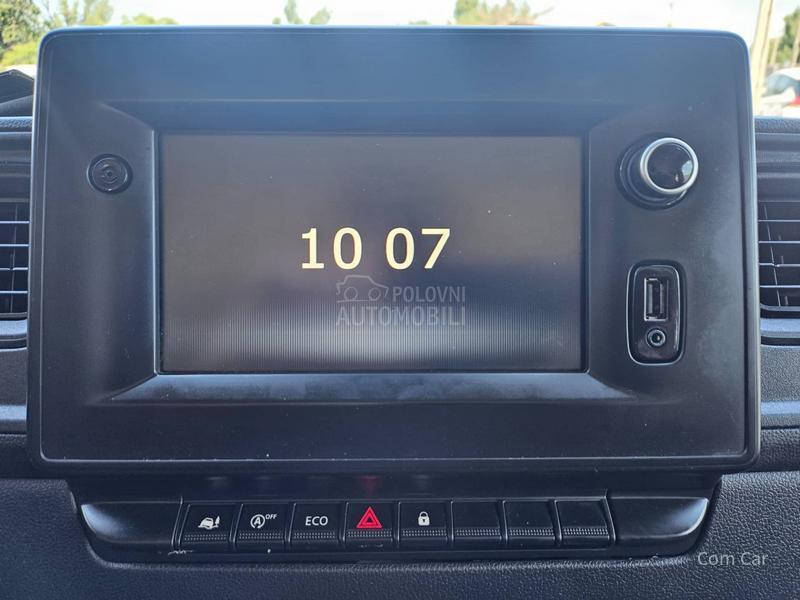 10 07
POLOVNI
AUTOMOBILI
A OFF
ECO
Com Car